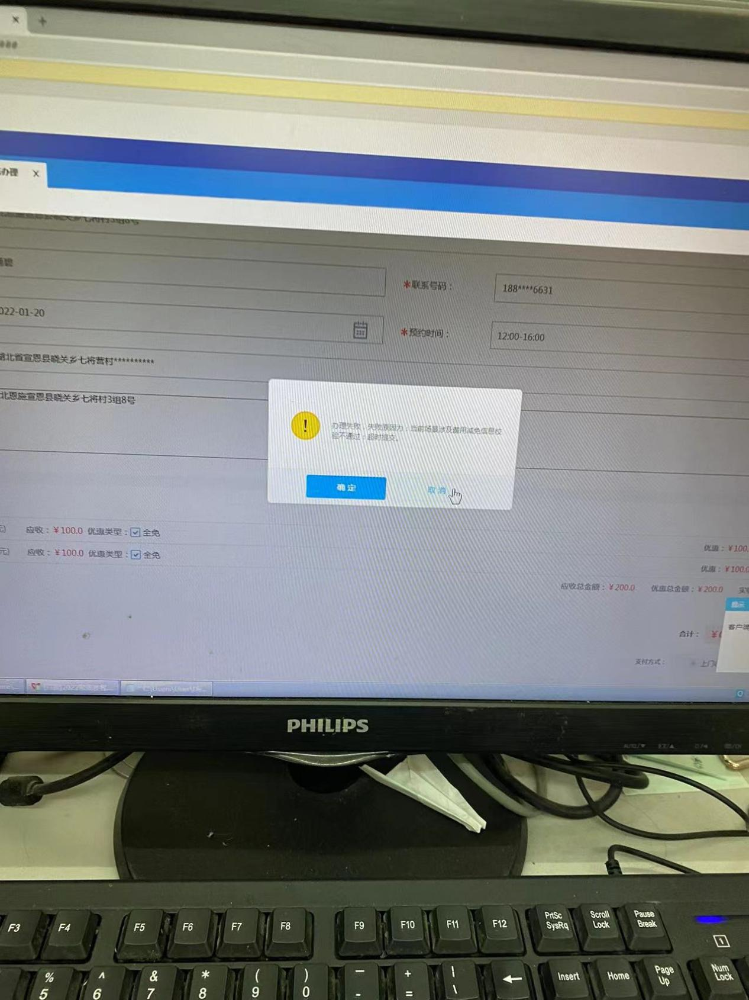 办理 X
*联系号码： 188****6631
022-01-20
*预约时间： 12:00-16:00
湖北省宣恩县晓关乡七将营村**********
北恩施宣恩县晓关乡七将村3组8号
办理失败，失败原因为：当前场景涉及费用减免信息校
验不通过：超时提交。
确定 取消
元) 应收：￥100.0 优惠类型： 全免
元) 应收：￥100.0 优惠类型： 全免
优惠：￥100.
优惠：￥100.0
应收总金额：￥200.0 优惠总金额：￥200.0 实
提示
客户
合计： ￥
支付方式： 上门
PHILIPS
F3 F4 F5 F6 F7 F8 F9 F10 F11 F12 PrtSc SysRq Scroll Lock Pause Break
% 5 ^ 6 & 7 * 8 ( 9 ) 0 - + = | \ ← Insert Home Page Up Num Lock